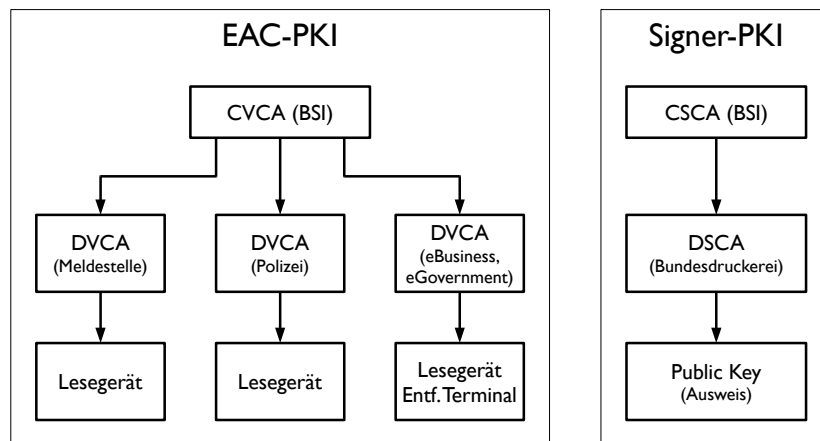 EAC-PKI
CVCA (BSI)
DVCA
(Meldestelle)
DVCA
(Polizei)
DVCA
(eBusiness,
eGovernment)
Lesegerät
Lesegerät
Lesegerät
Entf. Terminal
Signer-PKI
CSCA (BSI)
DSCA
(Bundesdruckerei)
Public Key
(Ausweis)